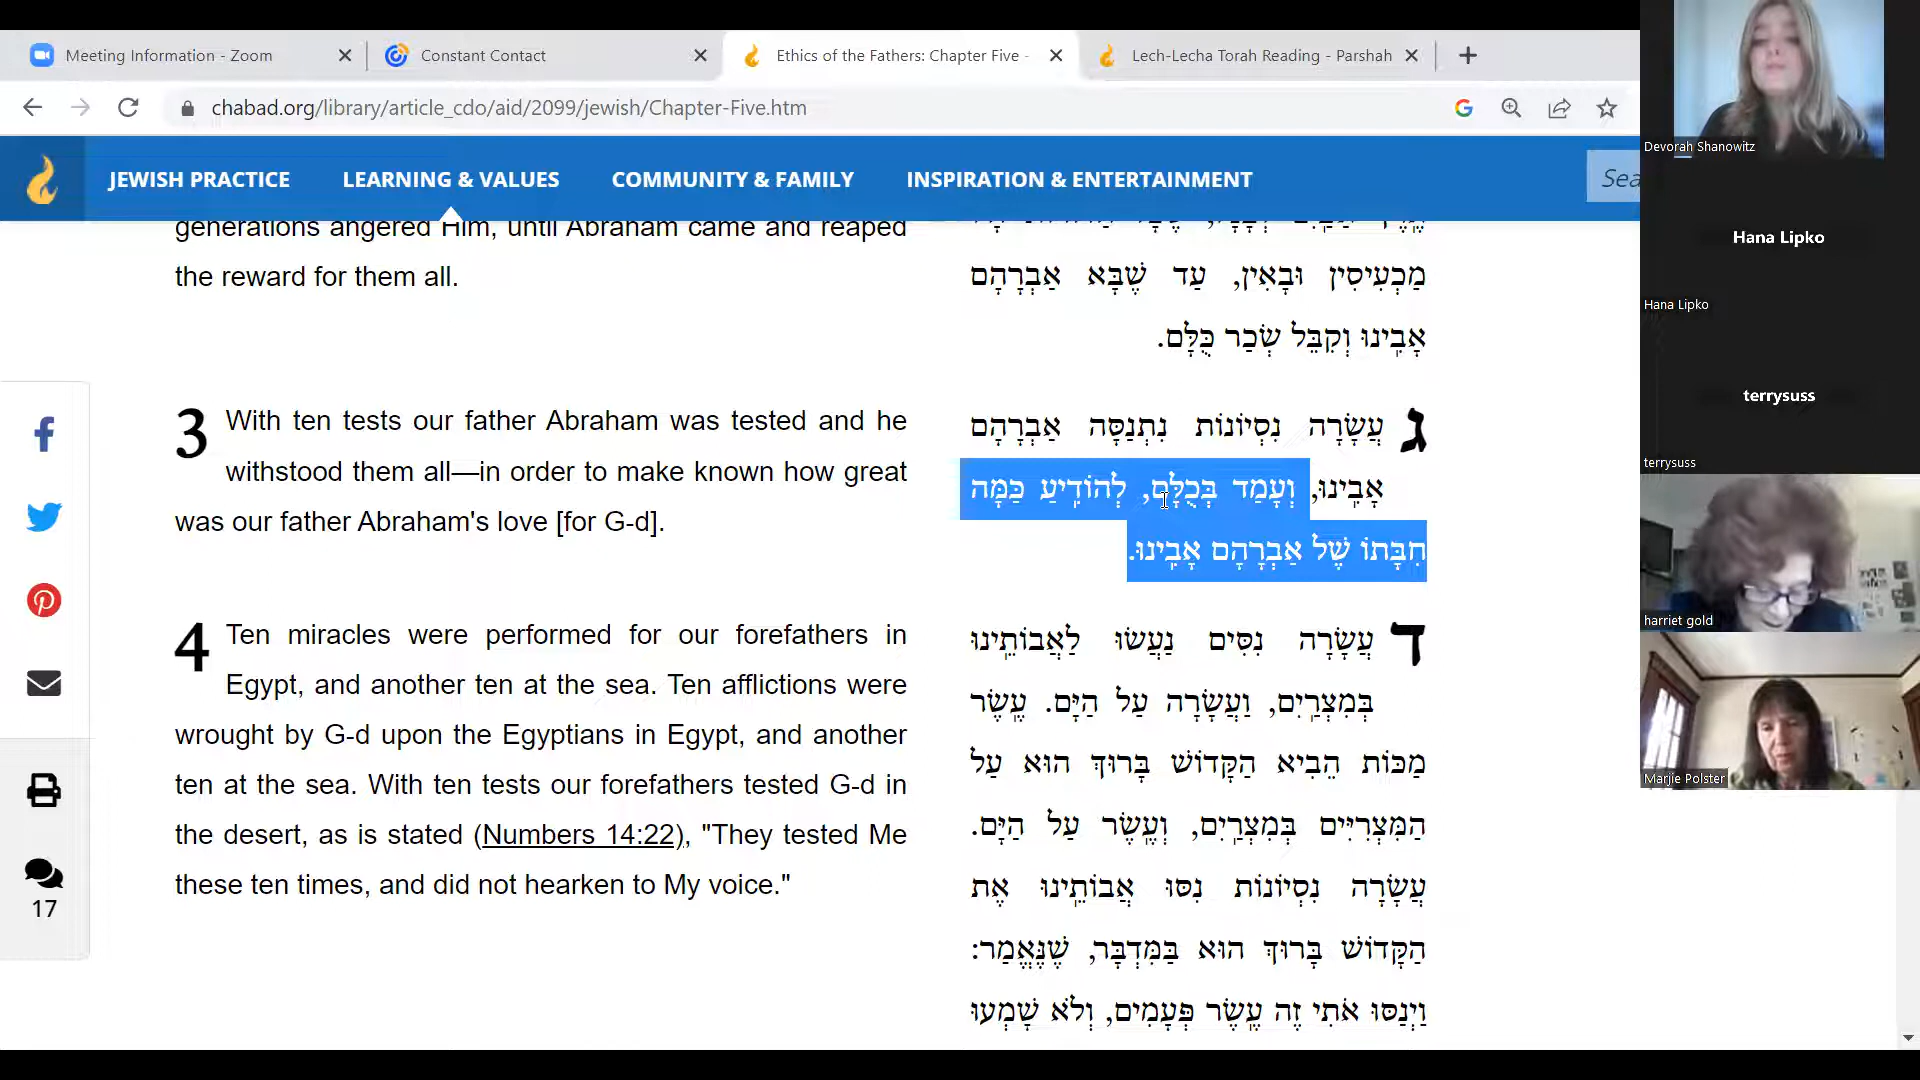 Meeting Information - Zoom
Constant Contact
Ethics of the Fathers: Chapter Five -
Lech-Lecha Torah Reading - Parshah
chabad.org/library/article_cdo/aid/2099/jewish/Chapter-Five.htm
JEWISH PRACTICE LEARNING & VALUES COMMUNITY & FAMILY INSPIRATION & ENTERTAINMENT
Sea
generations angered Him, until Abraham came and reaped
the reward for them all.
3 With ten tests our father Abraham was tested and he
withstood them all—in order to make known how great
was our father Abraham's love [for G-d].
4 Ten miracles were performed for our forefathers in
Egypt, and another ten at the sea. Ten afflictions were
wrought by G-d upon the Egyptians in Egypt, and another
ten at the sea. With ten tests our forefathers tested G-d in
the desert, as is stated (Numbers 14:22), "They tested Me
these ten times, and did not hearken to My voice."
מַכְעִיסִין וּבָאִין, עַד שֶׁבָּא אַבְרָהָם
אָבִינוּ וְקִבֵּל שְׂכַר כֻּלָּם.
ג עֲשָׂרָה נִסְיוֹנוֹת נִתְנַסָּה אַבְרָהָם
אָבִינוּ, וְעָמַד בְּכֻלָּם, לְהוֹדִיעַ כַּמָּה
חִבָּתוֹ שֶׁל אַבְרָהָם אָבִינוּ.
ד עֲשָׂרָה נִסִּים נַעֲשׂוּ לַאֲבוֹתֵינוּ
בְּמִצְרַיִם, וַעֲשָׂרָה עַל הַיָּם. עֶשֶׂר
מַכּוֹת הֵבִיא הַקָּדוֹשׁ בָּרוּךְ הוּא עַל
הַמִּצְרִיִּים בְּמִצְרַיִם, וְעֶשֶׂר עַל הַיָּם.
עֲשָׂרָה נִסְיוֹנוֹת נִסּוּ אֲבוֹתֵינוּ אֶת
הַקָּדוֹשׁ בָּרוּךְ הוּא בַּמִּדְבָּר, שֶׁנֶּאֱמַר:
וַיְנַסּוּ אֹתִי זֶה עֶשֶׂר פְּעָמִים, וְלֹא שָׁמְעוּ
17
Devorah Shanowitz
Hana Lipko
Hana Lipko
terrysuss
terrysuss
harriet gold
Marjie Polster